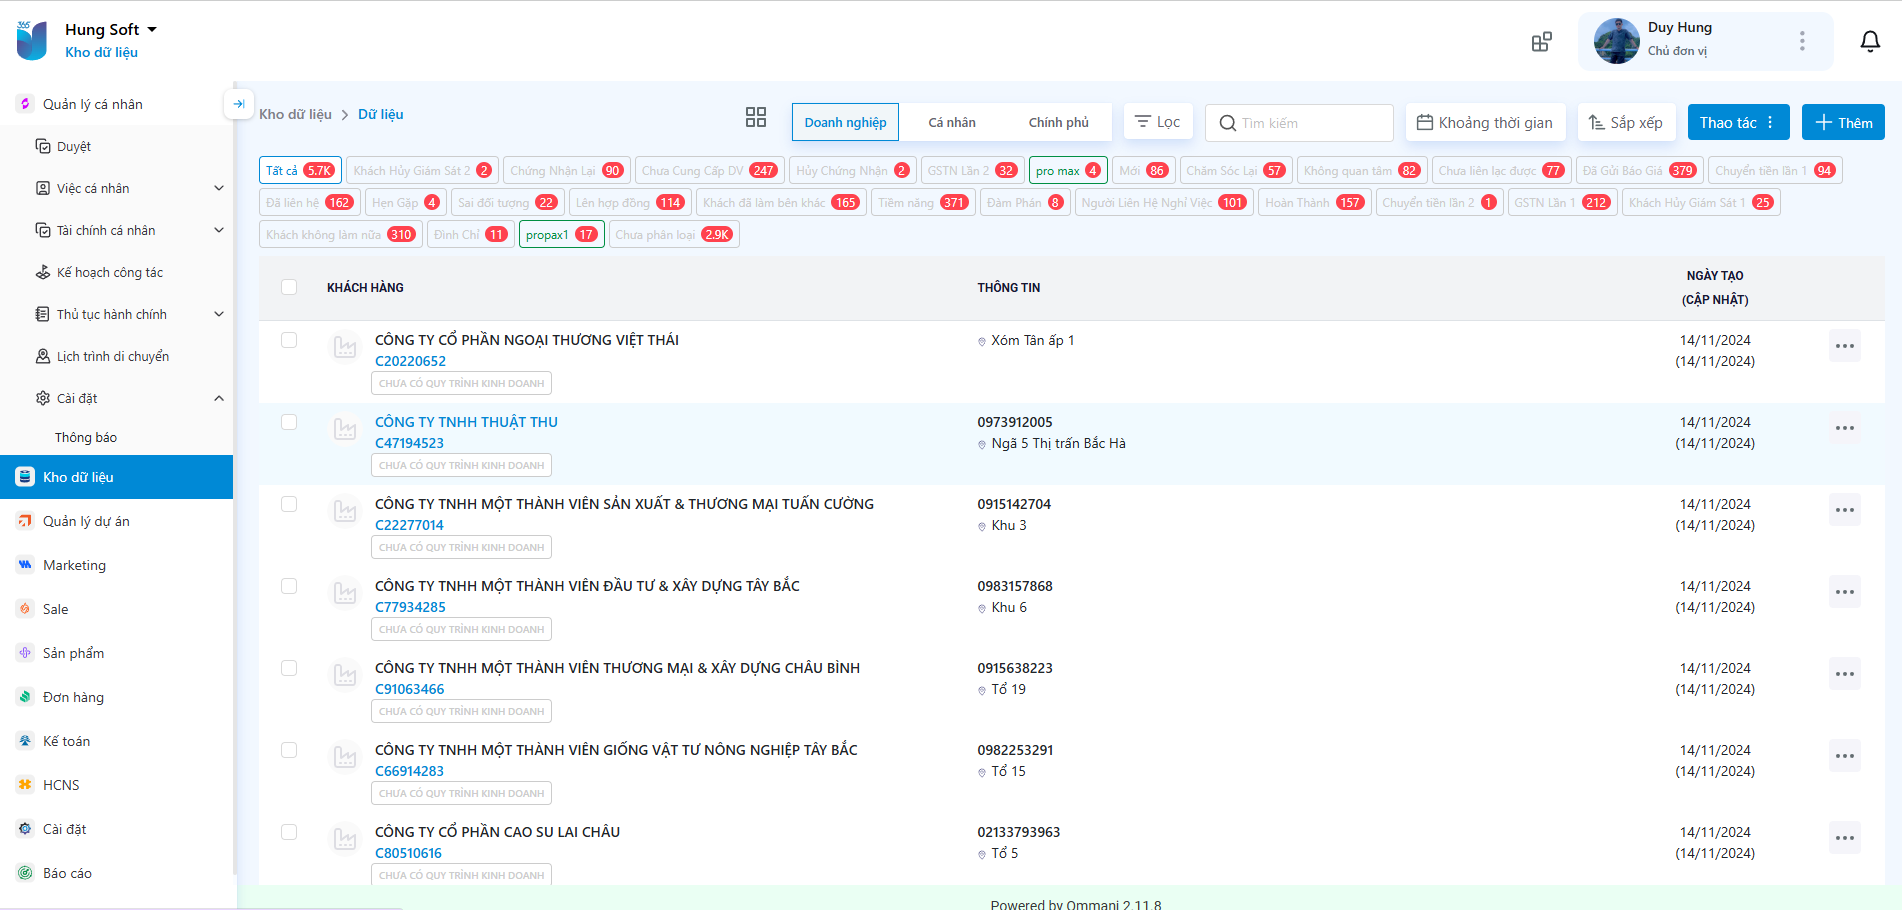 365
Hung Soft
Kho dữ liệu
Duy Hung
Chủ đơn vị
Quản lý cá nhân
Duyệt
Việc cá nhân
Tài chính cá nhân
Kế hoạch công tác
Thủ tục hành chính
Lịch trình di chuyển
Cài đặt
Thông báo
Kho dữ liệu
Quản lý dự án
Marketing
Sale
Sản phẩm
Đơn hàng
Kế toán
HCNS
Cài đặt
Báo cáo
Kho dữ liệu > Dữ liệu
Doanh nghiệp Cá nhân Chính phủ Lọc Tìm kiếm Khoảng thời gian Sắp xếp Thao tác Thêm
Tất cả 5.7K Khách Hủy Giám Sát 2 2 Chứng Nhận Lại 90 Chưa Cung Cấp DV 247 Hủy Chứng Nhận 2 GSTN Lần 2 32 pro max 4 Mới 86 Chăm Sóc Lại 57 Không quan tâm 82 Chưa liên lạc được 77 Đã Gửi Báo Giá 379 Chuyển tiền lần 1 94
Đã liên hệ 162 Hẹn Gặp 4 Sai đối tượng 22 Lên hợp đồng 114 Khách đã làm bên khác 165 Tiềm năng 371 Đàm Phán 8 Người Liên Hệ Nghỉ Việc 101 Hoàn Thành 157 Chuyển tiền lần 2 1 GSTN Lần 1 212 Khách Hủy Giám Sát 1 25
Khách không làm nữa 310 Đình Chỉ 11 propax1 17 Chưa phân loại 2.9K
KHÁCH HÀNG THÔNG TIN NGÀY TẠO
(CẬP NHẬT)
CÔNG TY CỔ PHẦN NGOẠI THƯƠNG VIỆT THÁI Xóm Tân ấp 1 14/11/2024
C20220652 (14/11/2024)
CHƯA CÓ QUY TRÌNH KINH DOANH
CÔNG TY TNHH THUẬT THU 0973912005 14/11/2024
C47194523 Ngã 5 Thị trấn Bắc Hà (14/11/2024)
CHƯA CÓ QUY TRÌNH KINH DOANH
CÔNG TY TNHH MỘT THÀNH VIÊN SẢN XUẤT & THƯƠNG MẠI TUẤN CƯỜNG 0915142704 14/11/2024
C22277014 Khu 3 (14/11/2024)
CHƯA CÓ QUY TRÌNH KINH DOANH
CÔNG TY TNHH MỘT THÀNH VIÊN ĐẦU TƯ & XÂY DỰNG TÂY BẮC 0983157868 14/11/2024
C77934285 Khu 6 (14/11/2024)
CHƯA CÓ QUY TRÌNH KINH DOANH
CÔNG TY TNHH MỘT THÀNH VIÊN THƯƠNG MẠI & XÂY DỰNG CHÂU BÌNH 0915638223 14/11/2024
C91063466 Tổ 19 (14/11/2024)
CHƯA CÓ QUY TRÌNH KINH DOANH
CÔNG TY TNHH MỘT THÀNH VIÊN GIỐNG VẬT TƯ NÔNG NGHIỆP TÂY BẮC 0982253291 14/11/2024
C66914283 Tổ 15 (14/11/2024)
CHƯA CÓ QUY TRÌNH KINH DOANH
CÔNG TY CỔ PHẦN CAO SU LAI CHÂU 02133793963 14/11/2024
C80510616 Tổ 5 (14/11/2024)
CHƯA CÓ QUY TRÌNH KINH DOANH
Powered by Ommani 2.11.8